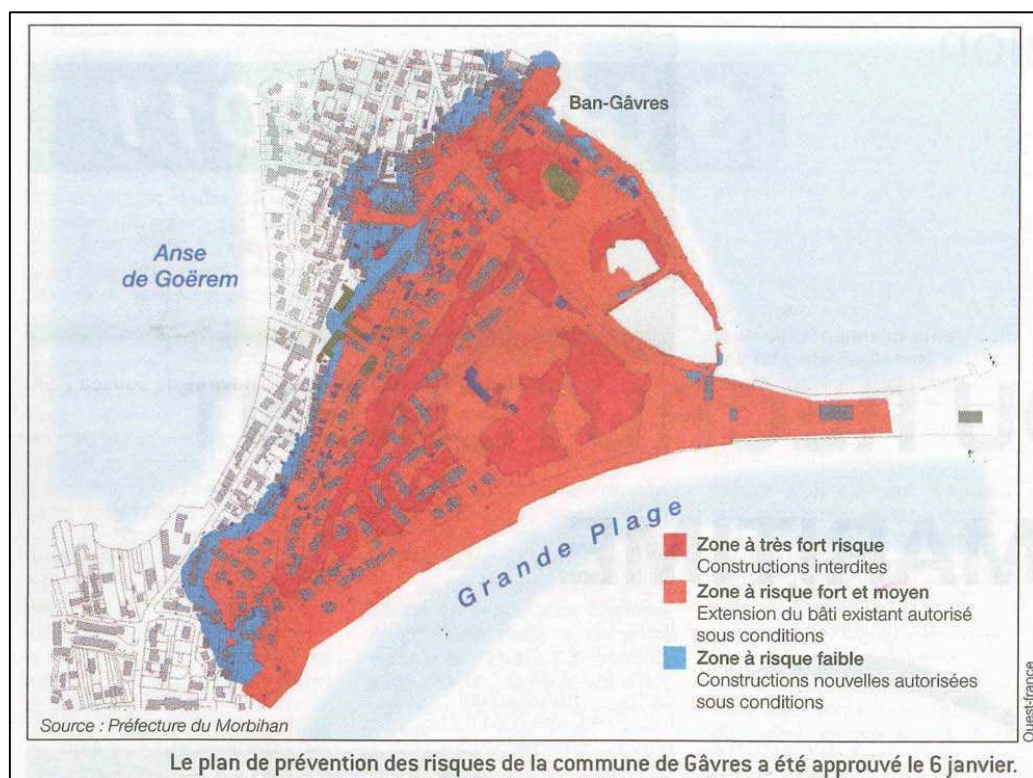 Ban-Gâvres
Anse
de Goërem
Grande Plage
Zone à très fort risque
Constructions interdites
Zone à risque fort et moyen
Extension du bâti existant autorisé
sous conditions
Zone à risque faible
Constructions nouvelles autorisées
sous conditions
Source : Préfecture du Morbihan
Ouest-france
Le plan de prévention des risques de la commune de Gâvres a été approuvé le 6 janvier.